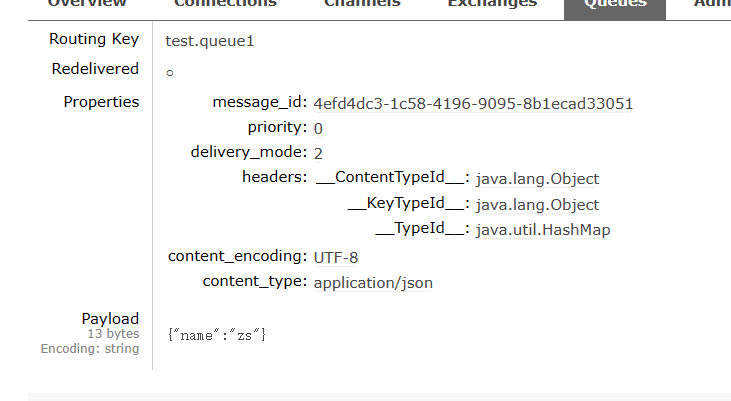 Overview Connections Channels Exchanges Queues Adm
Routing Key test.queue1
Redelivered ○
Properties message_id: 4efd4dc3-1c58-4196-9095-8b1ecad33051
priority: 0
delivery_mode: 2
headers: __ContentTypeId__: java.lang.Object
__KeyTypeId__: java.lang.Object
__TypeId__: java.util.HashMap
content_encoding: UTF-8
content_type: application/json
Payload
13 bytes
Encoding: string
{"name":"zs"}